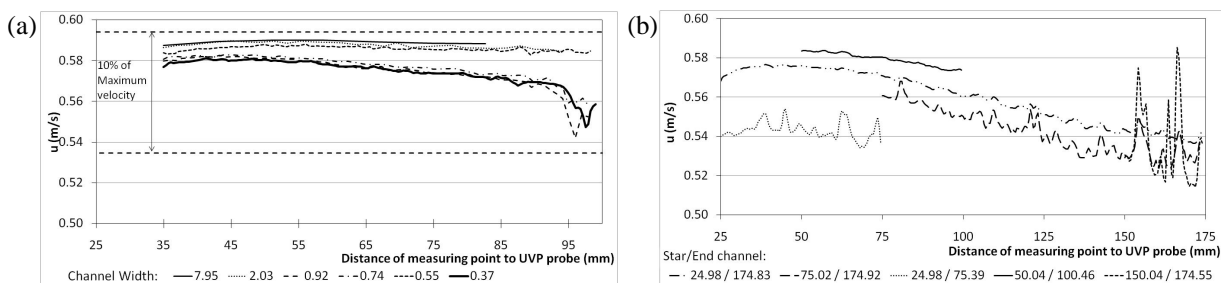 (a)
0.60
0.58
0.56
0.54
0.52
0.50
u (m/s)
10% of
Maximum
velocity
25 35 45 55 65 75 85 95
Distance of measuring point to UVP probe (mm)
Channel Width: 7.95 2.03 0.92 0.74 0.55 0.37
(b)
0.60
0.58
0.56
0.54
0.52
0.50
u (m/s)
25 50 75 100 125 150 175
Distance of measuring point to UVP probe (mm)
Star/End channel:
24.98 / 174.83 75.02 / 174.92 24.98 / 75.39 50.04 / 100.46 150.04 / 174.55